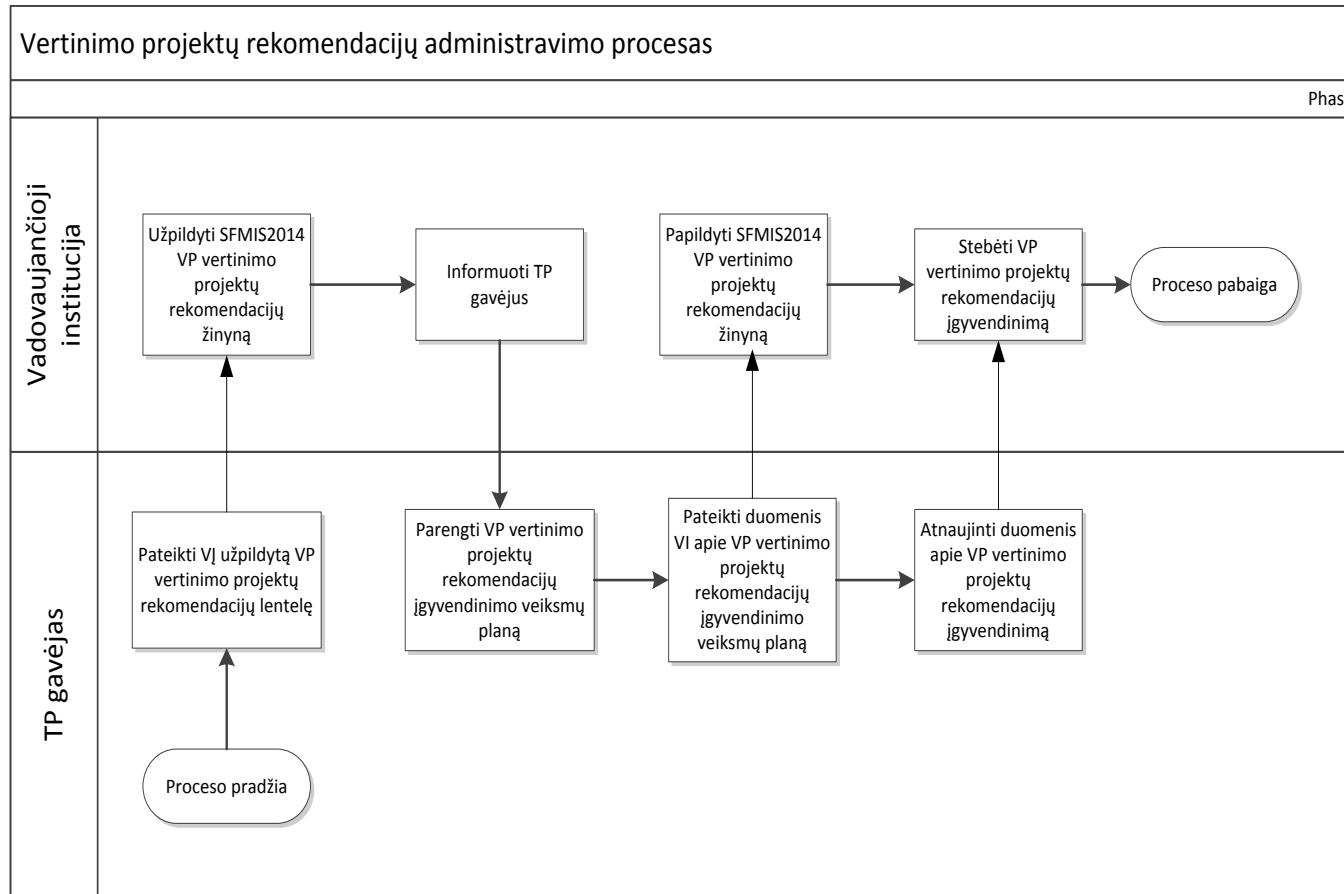 Vertinimo projektų rekomendacijų administravimo procesas
Phas
Vadovaujančioji
institucija
Užpildyti SFMIS2014
VP vertinimo
projektų
rekomendacijų
žinyną
Informuoti TP
gavėjus
Papildyti SFMIS2014
VP vertinimo
projektų
rekomendacijų
žinyną
Stebėti VP
vertinimo projektų
rekomendacijų
įgyvendinimą
Proceso pabaiga
TP gavėjas
Pateikti VĮ užpildytą VP
vertinimo projektų
rekomendacijų lentelę
Parengti VP vertinimo
projektų
rekomendacijų
įgyvendinimo veiksmų
planą
Pateikti duomenis
VI apie VP vertinimo
projektų
rekomendacijų
įgyvendinimo
veiksmų planą
Atnaujinti duomenis
apie VP vertinimo
projektų
rekomendacijų
įgyvendinimą
Proceso pradžia